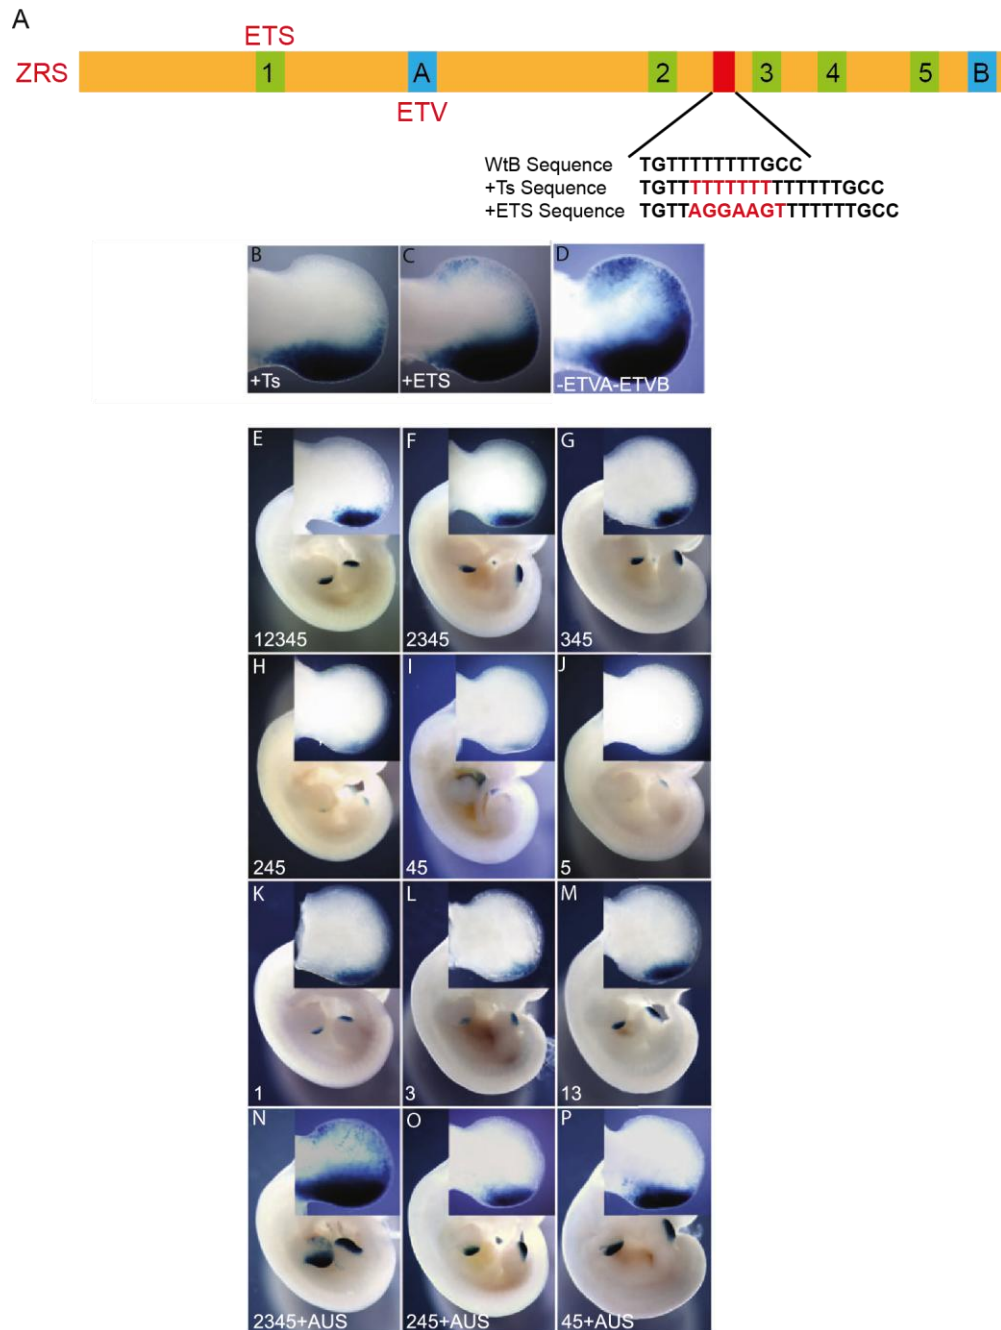 A
ETS
ZRS 1 A 2 3 4 5 B
ETV
WtB Sequence TGTTTTTTTTGCC
+Ts Sequence TGTTTTTTTTTTTTTTTGCC
+ETS Sequence TGTTAGGAAGTTTTTTTGCC
B C D
+Ts +ETS -ETVA-ETVB
E F G
12345 2345 345
H I J
245 45 5
K L M
1 3 13
N O P
2345+AUS 245+AUS 45+AUS